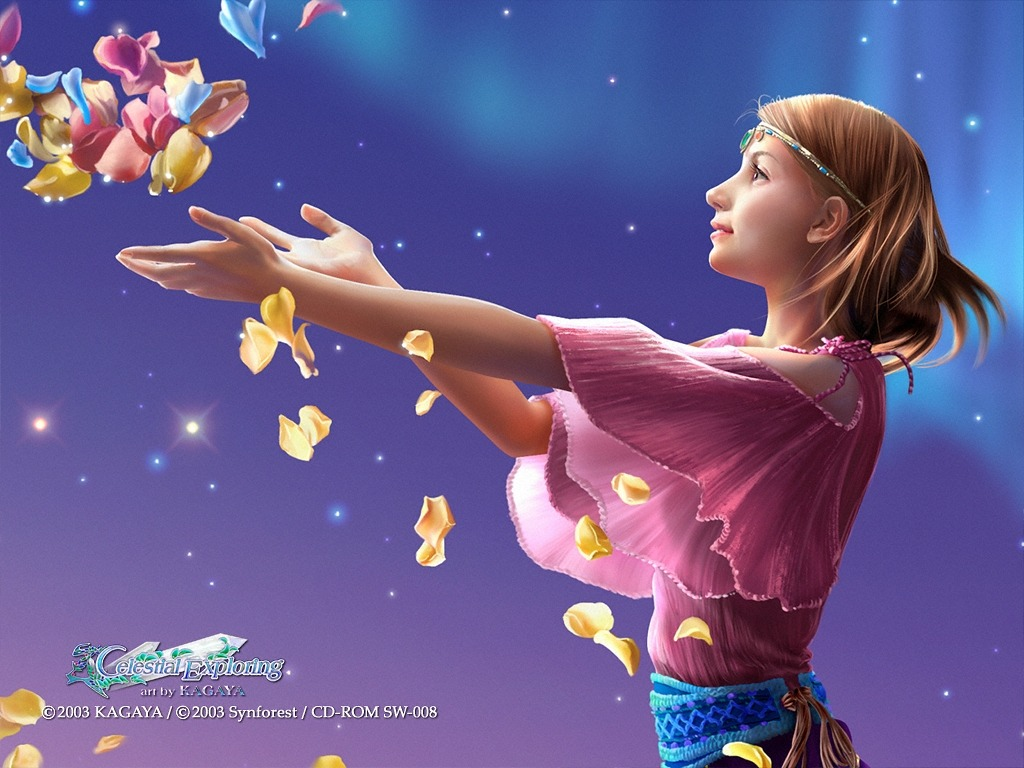 Celestial Exploring
art by KAGAYA
©2003 KAGAYA / ©2003 Synforest / CD-ROM SW-008